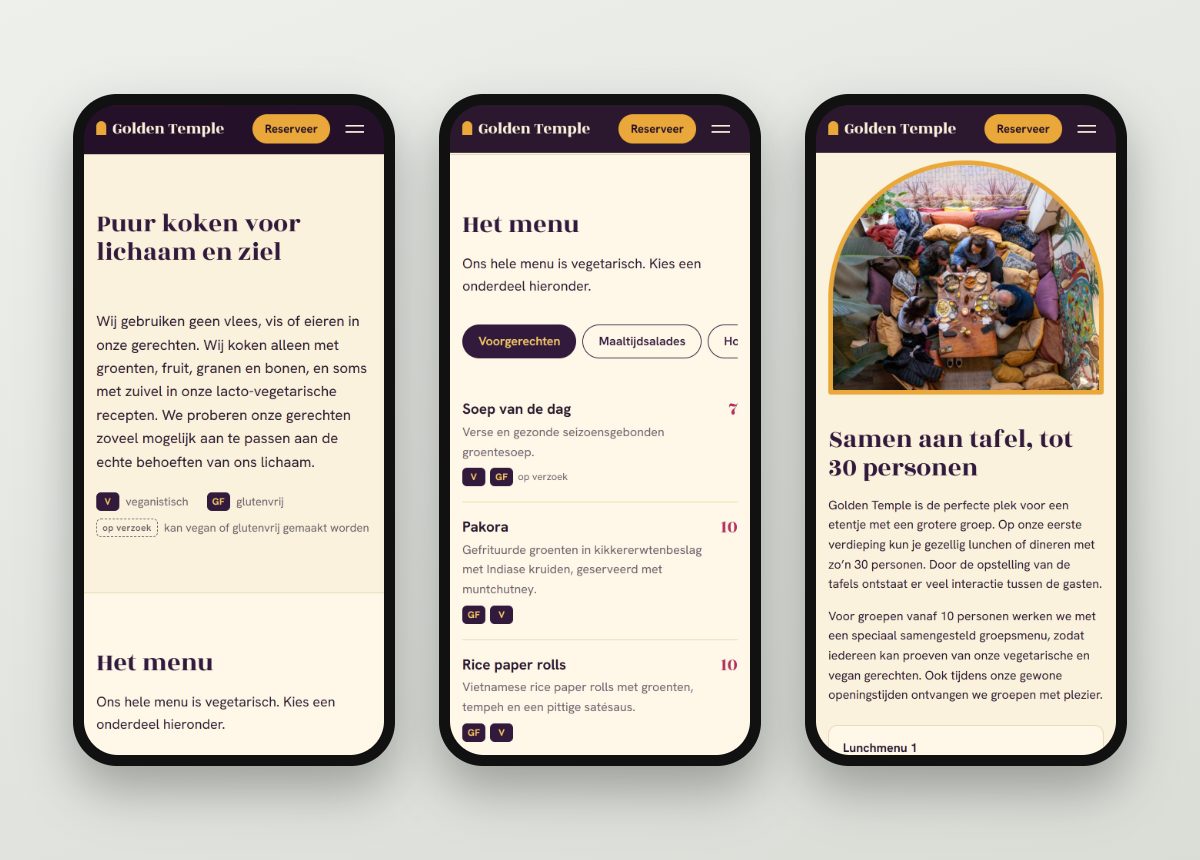 Golden Temple
Reserveer
Puur koken voor
lichaam en ziel
Wij gebruiken geen vlees, vis of eieren in
onze gerechten. Wij koken alleen met
groenten, fruit, granen en bonen, en soms
met zuivel in onze lacto-vegetarische
recepten. We proberen onze gerechten
zoveel mogelijk aan te passen aan de
echte behoeften van ons lichaam.
V veganistisch GF glutenvrij
op verzoek kan vegan of glutenvrij gemaakt worden
Het menu
Ons hele menu is vegetarisch. Kies een
onderdeel hieronder.
Golden Temple
Reserveer
Het menu
Ons hele menu is vegetarisch. Kies een
onderdeel hieronder.
Voorgerechten Maaltijdsalades Ho
Soep van de dag 7
Verse en gezonde seizoensgebonden
groentesoep.
V GF op verzoek
Pakora 10
Gefrituurde groenten in kikkererwtenbeslag
met Indiase kruiden, geserveerd met
muntchutney.
GF V
Rice paper rolls 10
Vietnamese rice paper rolls met groenten,
tempeh en een pittige satésaus.
GF V
Golden Temple
Reserveer
Samen aan tafel, tot
30 personen
Golden Temple is de perfecte plek voor een
etentje met een grotere groep. Op onze eerste
verdieping kun je gezellig lunchen of dineren met
zo'n 30 personen. Door de opstelling van de
tafels ontstaat er veel interactie tussen de gasten.
Voor groepen vanaf 10 personen werken we met
een speciaal samengesteld groepsmenu, zodat
iedereen kan proeven van onze vegetarische en
vegan gerechten. Ook tijdens onze gewone
openingstijden ontvangen we groepen met plezier.
Lunchmenu 1